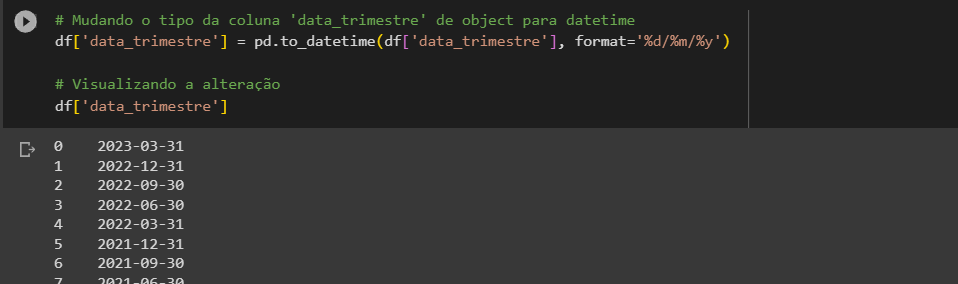 # Mudando o tipo da coluna 'data_trimestre' de object para datetime
df['data_trimestre'] = pd.to_datetime(df['data_trimestre'], format='%d/%m/%y')
# Visualizando a alteração
df['data_trimestre']
0 2023-03-31
1 2022-12-31
2 2022-09-30
3 2022-06-30
4 2022-03-31
5 2021-12-31
6 2021-09-30
7 2021-06-30